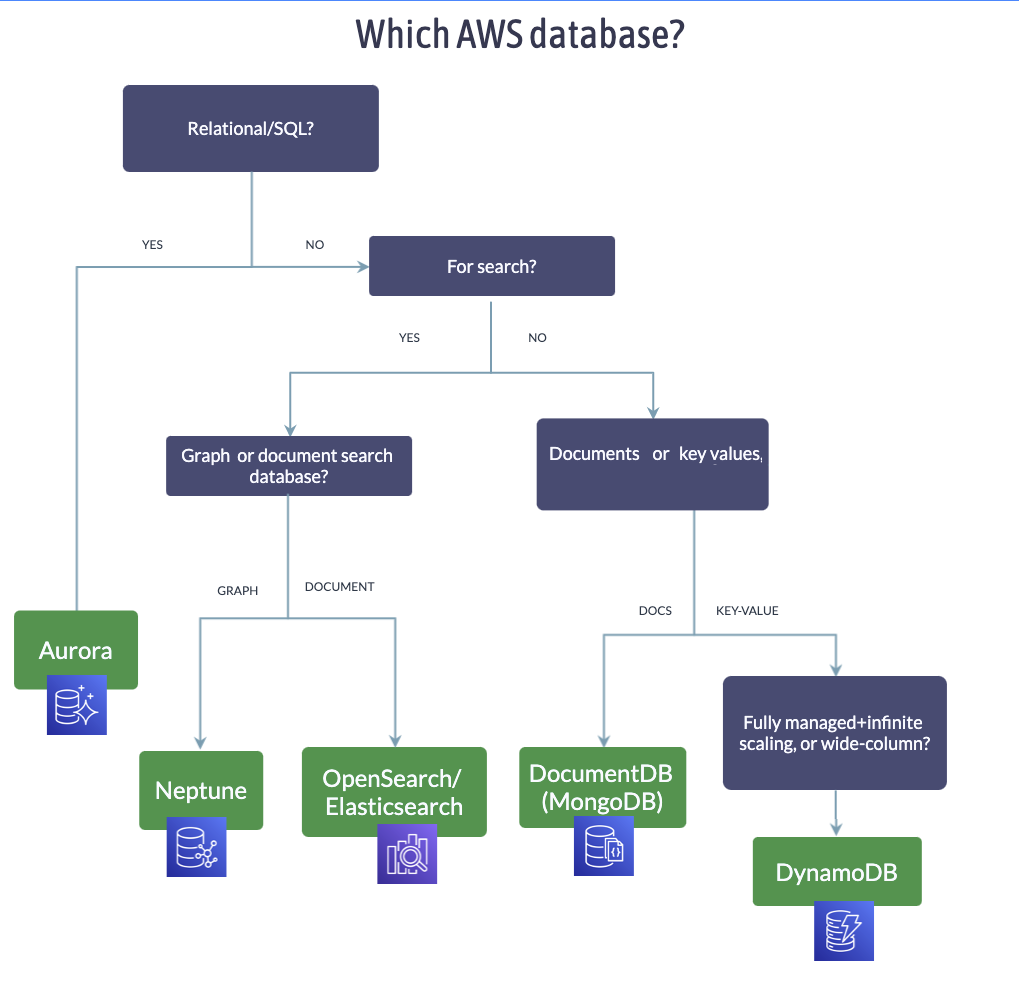 Which AWS database?
Relational/SQL?
YES
NO
For search?
YES
NO
Graph or document search
database?
Documents or key values,
GRAPH
DOCUMENT
DOCS
KEY-VALUE
Aurora
Fully managed+infinite
scaling, or wide-column?
Neptune
OpenSearch/
Elasticsearch
DocumentDB
(MongoDB)
DynamoDB